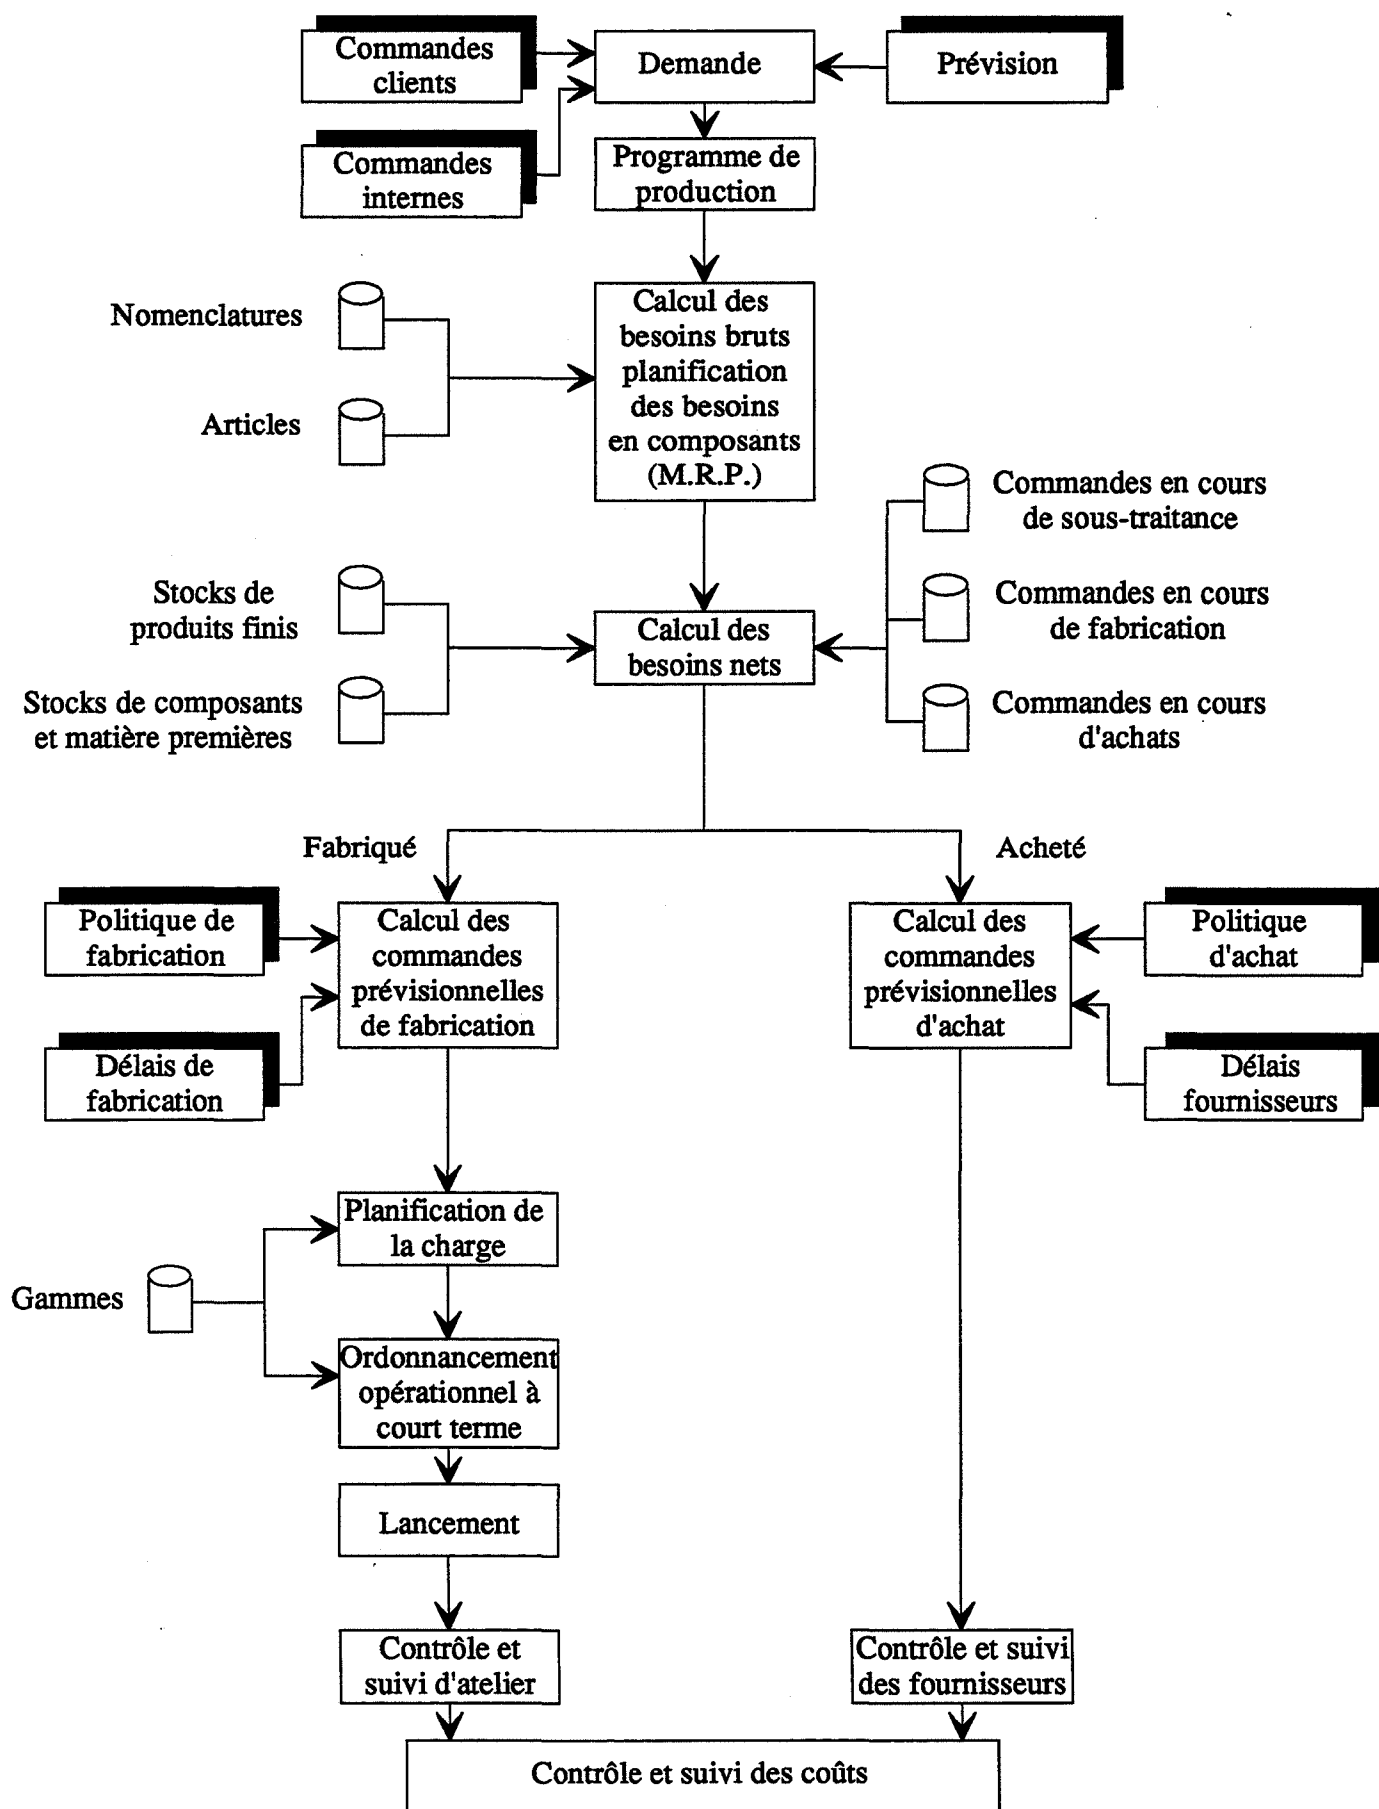 Commandes
clients
Demande
Prévision
Commandes
internes
Programme de
production
Nomenclatures
Articles
Calcul des
besoins bruts
planification
des besoins
en composants
(M.R.P.)
Commandes en cours
de sous-traitance
Stocks de
produits finis
Calcul des
besoins nets
Commandes en cours
de fabrication
Stocks de composants
et matière premières
Commandes en cours
d'achats
Fabriqué
Acheté
Politique de
fabrication
Calcul des
commandes
prévisionnelles
de fabrication
Calcul des
commandes
prévisionnelles
d'achat
Politique
d'achat
Délais de
fabrication
Délais
fournisseurs
Planification de
la charge
Gammes
Ordonnancement
opérationnel à
court terme
Lancement
Contrôle et
suivi d'atelier
Contrôle et suivi
des fournisseurs
Contrôle et suivi des coûts